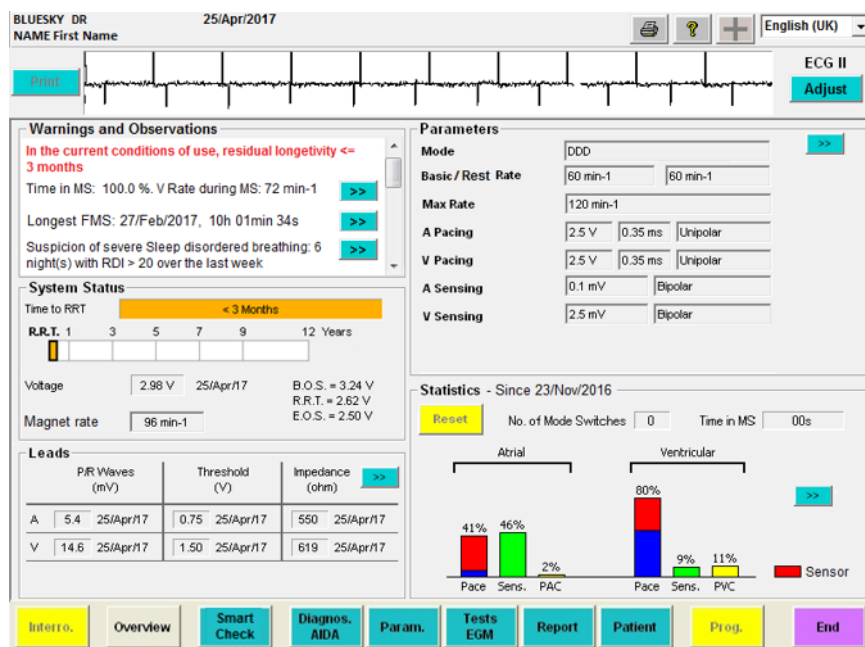 BLUESKY DR 25/Apr/2017
NAME First Name
English (UK)
Print
ECG II
Adjust
Warnings and Observations
In the current conditions of use, residual longetivity <=
3 months
Time in MS: 100.0 %. V Rate during MS: 72 min-1 >>
Longest FMS: 27/Feb/2017, 10h 01min 34s >>
Suspicion of severe Sleep disordered breathing: 6 >>
night(s) with RDI > 20 over the last week
System Status
Time to RRT < 3 Months
R.R.T. 1 3 5 7 9 12 Years
Voltage 2.98 V 25/Apr/17 B.O.S. = 3.24 V
R.R.T. = 2.62 V
Magnet rate 96 min-1 E.O.S. = 2.50 V
Leads
P/R Waves Threshold Impedance >>
(mV) (V) (ohm)
A 5.4 25/Apr/17 0.75 25/Apr/17 550 25/Apr/17
V 14.6 25/Apr/17 1.50 25/Apr/17 619 25/Apr/17
Parameters
Mode DDD >>
Basic/Rest Rate 60 min-1 60 min-1
Max Rate 120 min-1
A Pacing 2.5 V 0.35 ms Unipolar
V Pacing 2.5 V 0.35 ms Unipolar
A Sensing 0.1 mV Bipolar
V Sensing 2.5 mV Bipolar
Statistics - Since 23/Nov/2016
Reset No. of Mode Switches 0 Time in MS 00s
Atrial Ventricular
41% 46% 2% 80% 9% 11% >>
Pace Sens. PAC Pace Sens. PVC Sensor
Interro. Overview Smart Check Diagnos. AIDA Param. Tests EGM Report Patient Prog. End